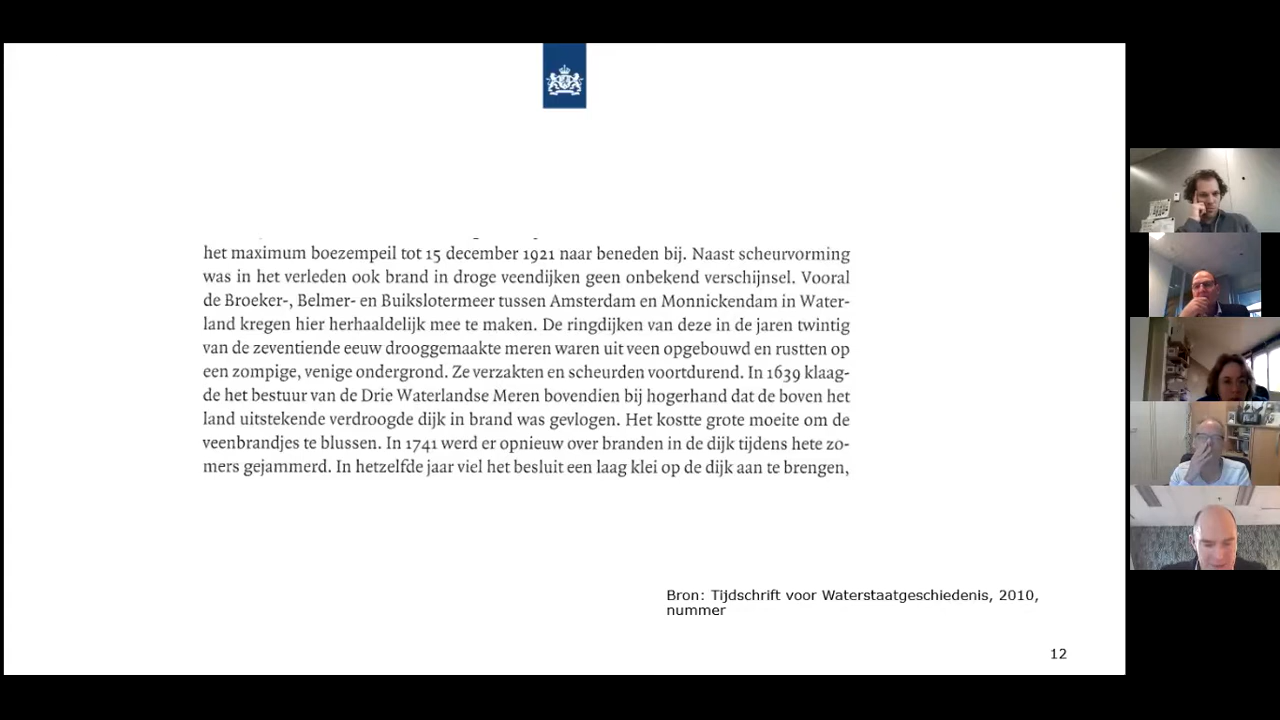 het maximum boezempeil tot 15 december 1921 naar beneden bij. Naast scheurvorming
was in het verleden ook brand in droge veendijken geen onbekend verschijnsel. Vooral
de Broeker-, Belmer- en Buikslotermeer tussen Amsterdam en Monnickendam in Water-
land kregen hier herhaaldelijk mee te maken. De ringdijken van deze in de jaren twintig
van de zeventiende eeuw drooggemaakte meren waren uit veen opgebouwd en rustten op
een zompige, venige ondergrond. Ze verzakten en scheurden voortdurend. In 1639 klaag-
de het bestuur van de Drie Waterlandse Meren bovendien bij hogerhand dat de boven het
land uitstekende verdroogde dijk in brand was gevlogen. Het kostte grote moeite om de
veenbrandjes te blussen. In 1741 werd er opnieuw over branden in de dijk tijdens hete zo-
mers gejammerd. In hetzelfde jaar viel het besluit een laag klei op de dijk aan te brengen,
Bron: Tijdschrift voor Waterstaatgeschiedenis, 2010,
nummer
12